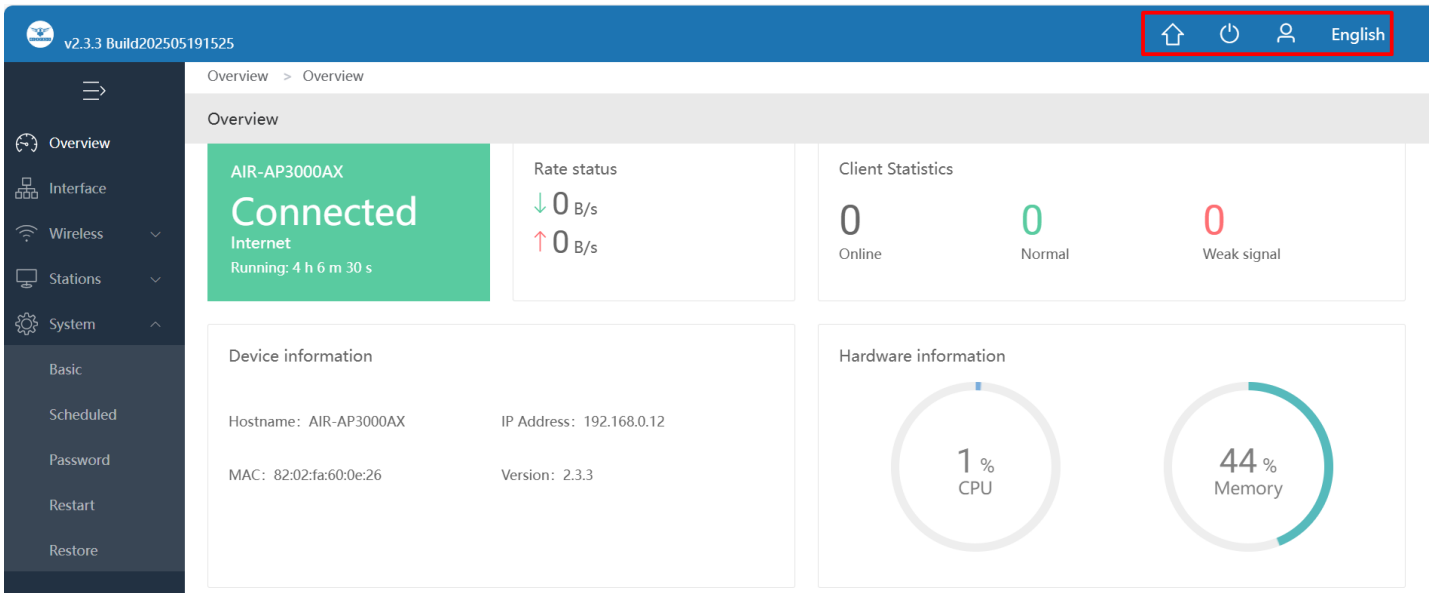 v2.3.3 Build202505191525
English
Overview > Overview
Overview
Overview
Interface
Wireless
Stations
System
Basic
Scheduled
Password
Restart
Restore
AIR-AP3000AX
Connected
Internet
Running: 4 h 6 m 30 s
Rate status
↓ 0 B/s
↑ 0 B/s
Client Statistics
0 0 0
Online Normal Weak signal
Device information
Hostname: AIR-AP3000AX IP Address: 192.168.0.12
MAC: 82:02:fa:60:0e:26 Version: 2.3.3
Hardware information
1 %
CPU
44 %
Memory